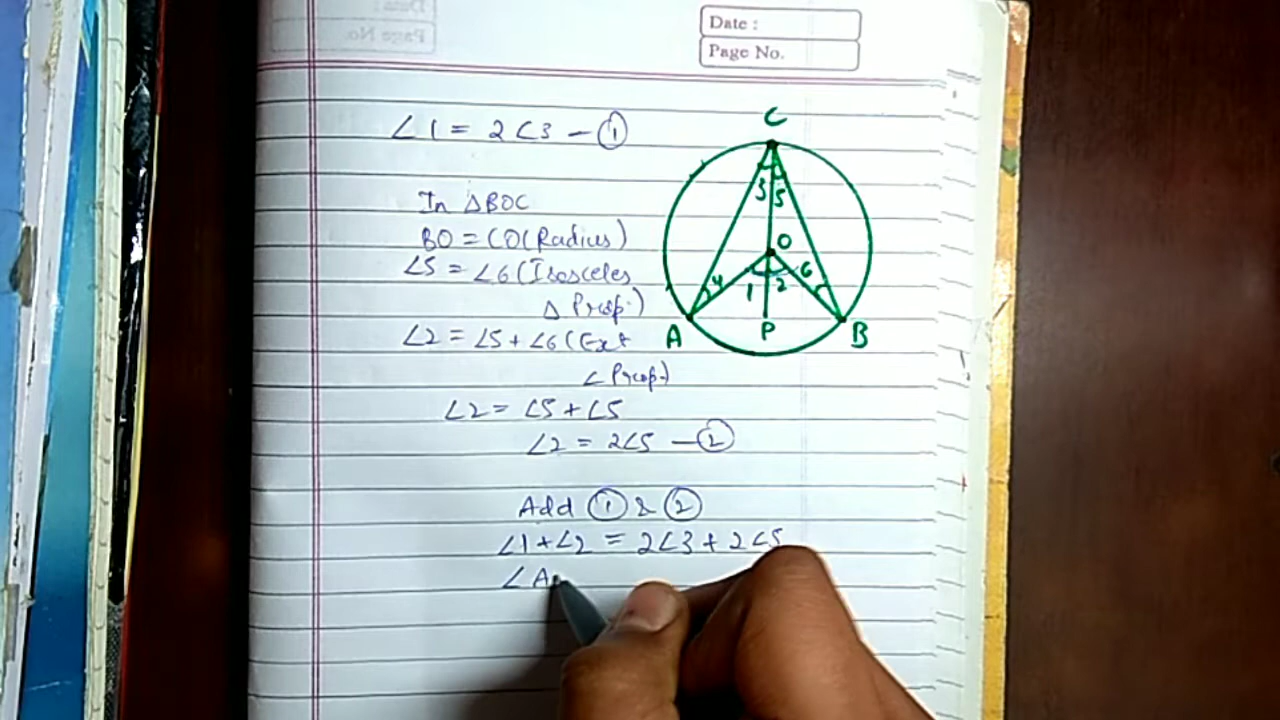 Date :
Page No.
∠1 = 2∠3 – ①
In △BOC
BO = CO (Radius)
∠5 = ∠6 (Isosceles
△ Prop.)
∠2 = ∠5 + ∠6 (Ext
∠ Prop.)
∠2 = ∠5 + ∠5
∠2 = 2∠5 – ②
Add ① & ②
∠1 + ∠2 = 2∠3 + 2∠5
∠A
C
3 5
O
4 6
1 2
A P B